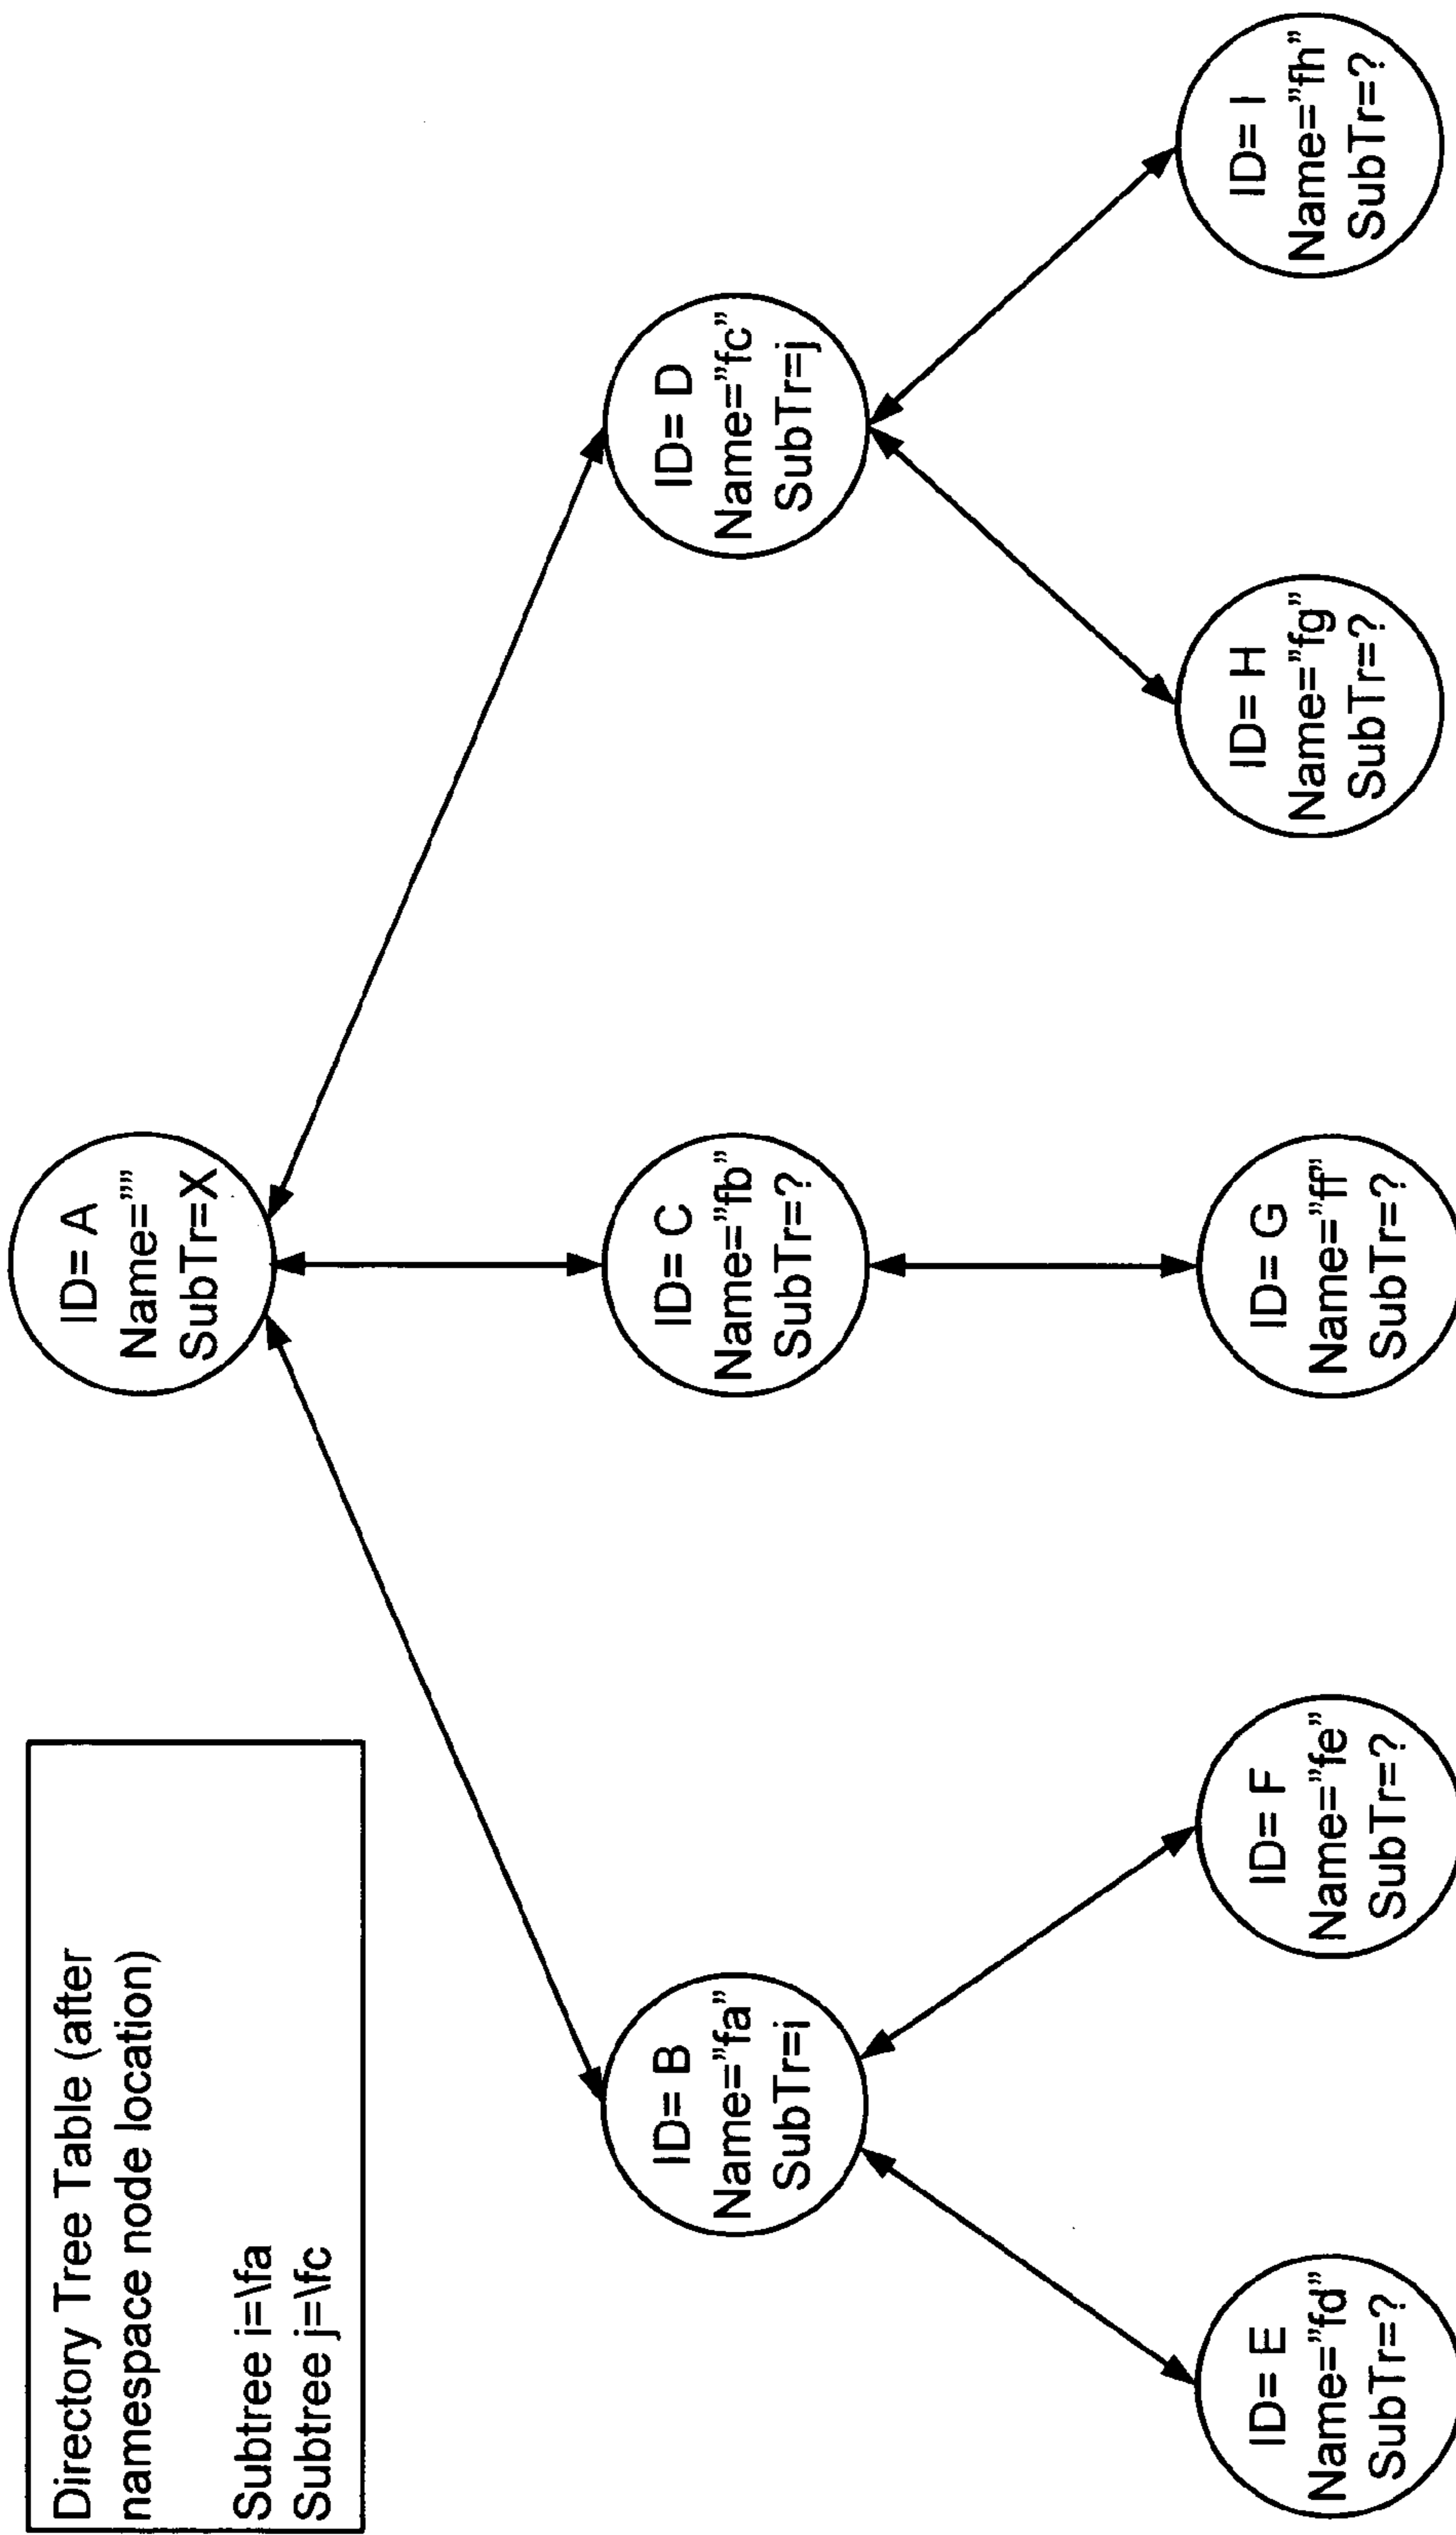 Directory Tree Table (after
namespace node location)
Subtree i=\fa
Subtree j=\fc
ID= A
Name=””
SubTr=X
ID= B
Name=”fa”
SubTr=i
ID= C
Name=”fb”
SubTr=?
ID= D
Name=”fc”
SubTr=j
ID= E
Name=”fd”
SubTr=?
ID= F
Name=”fe”
SubTr=?
ID= G
Name=”ff”
SubTr=?
ID= H
Name=”fg”
SubTr=?
ID= I
Name=”fh”
SubTr=?